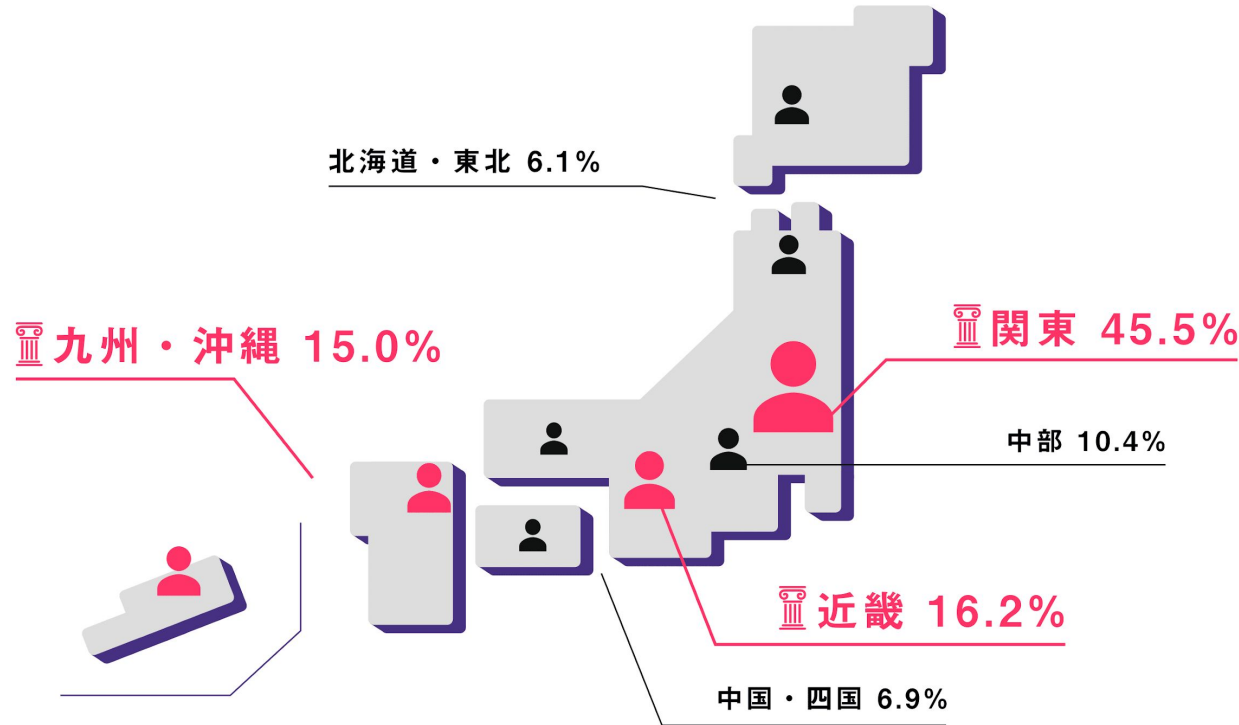 北海道・東北 6.1%
九州・沖縄 15.0%
関東 45.5%
中部 10.4%
近畿 16.2%
中国・四国 6.9%